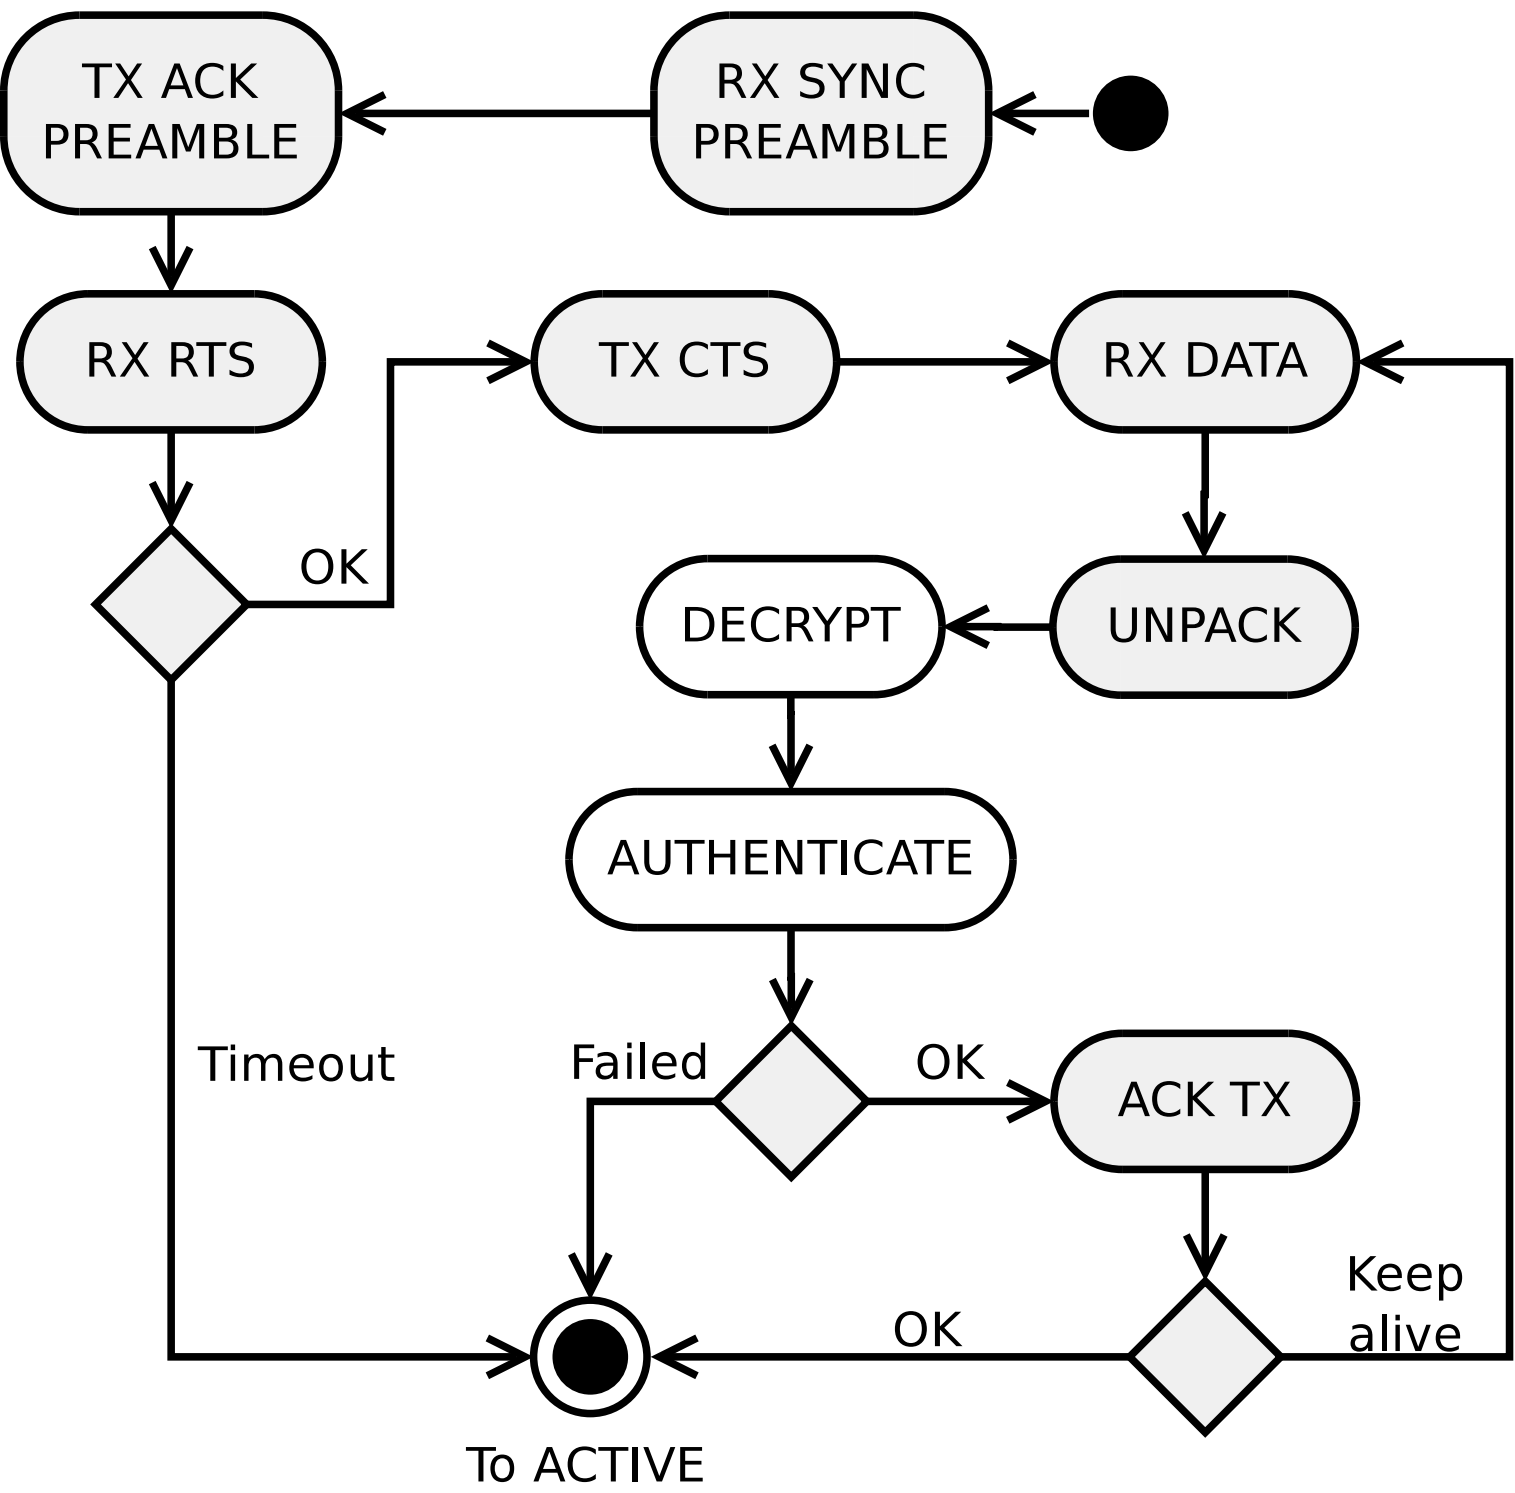 TX ACK
PREAMBLE
RX SYNC
PREAMBLE
RX RTS
TX CTS
RX DATA
OK
DECRYPT
UNPACK
AUTHENTICATE
Timeout
Failed
OK
ACK TX
Keep
alive
OK
To ACTIVE